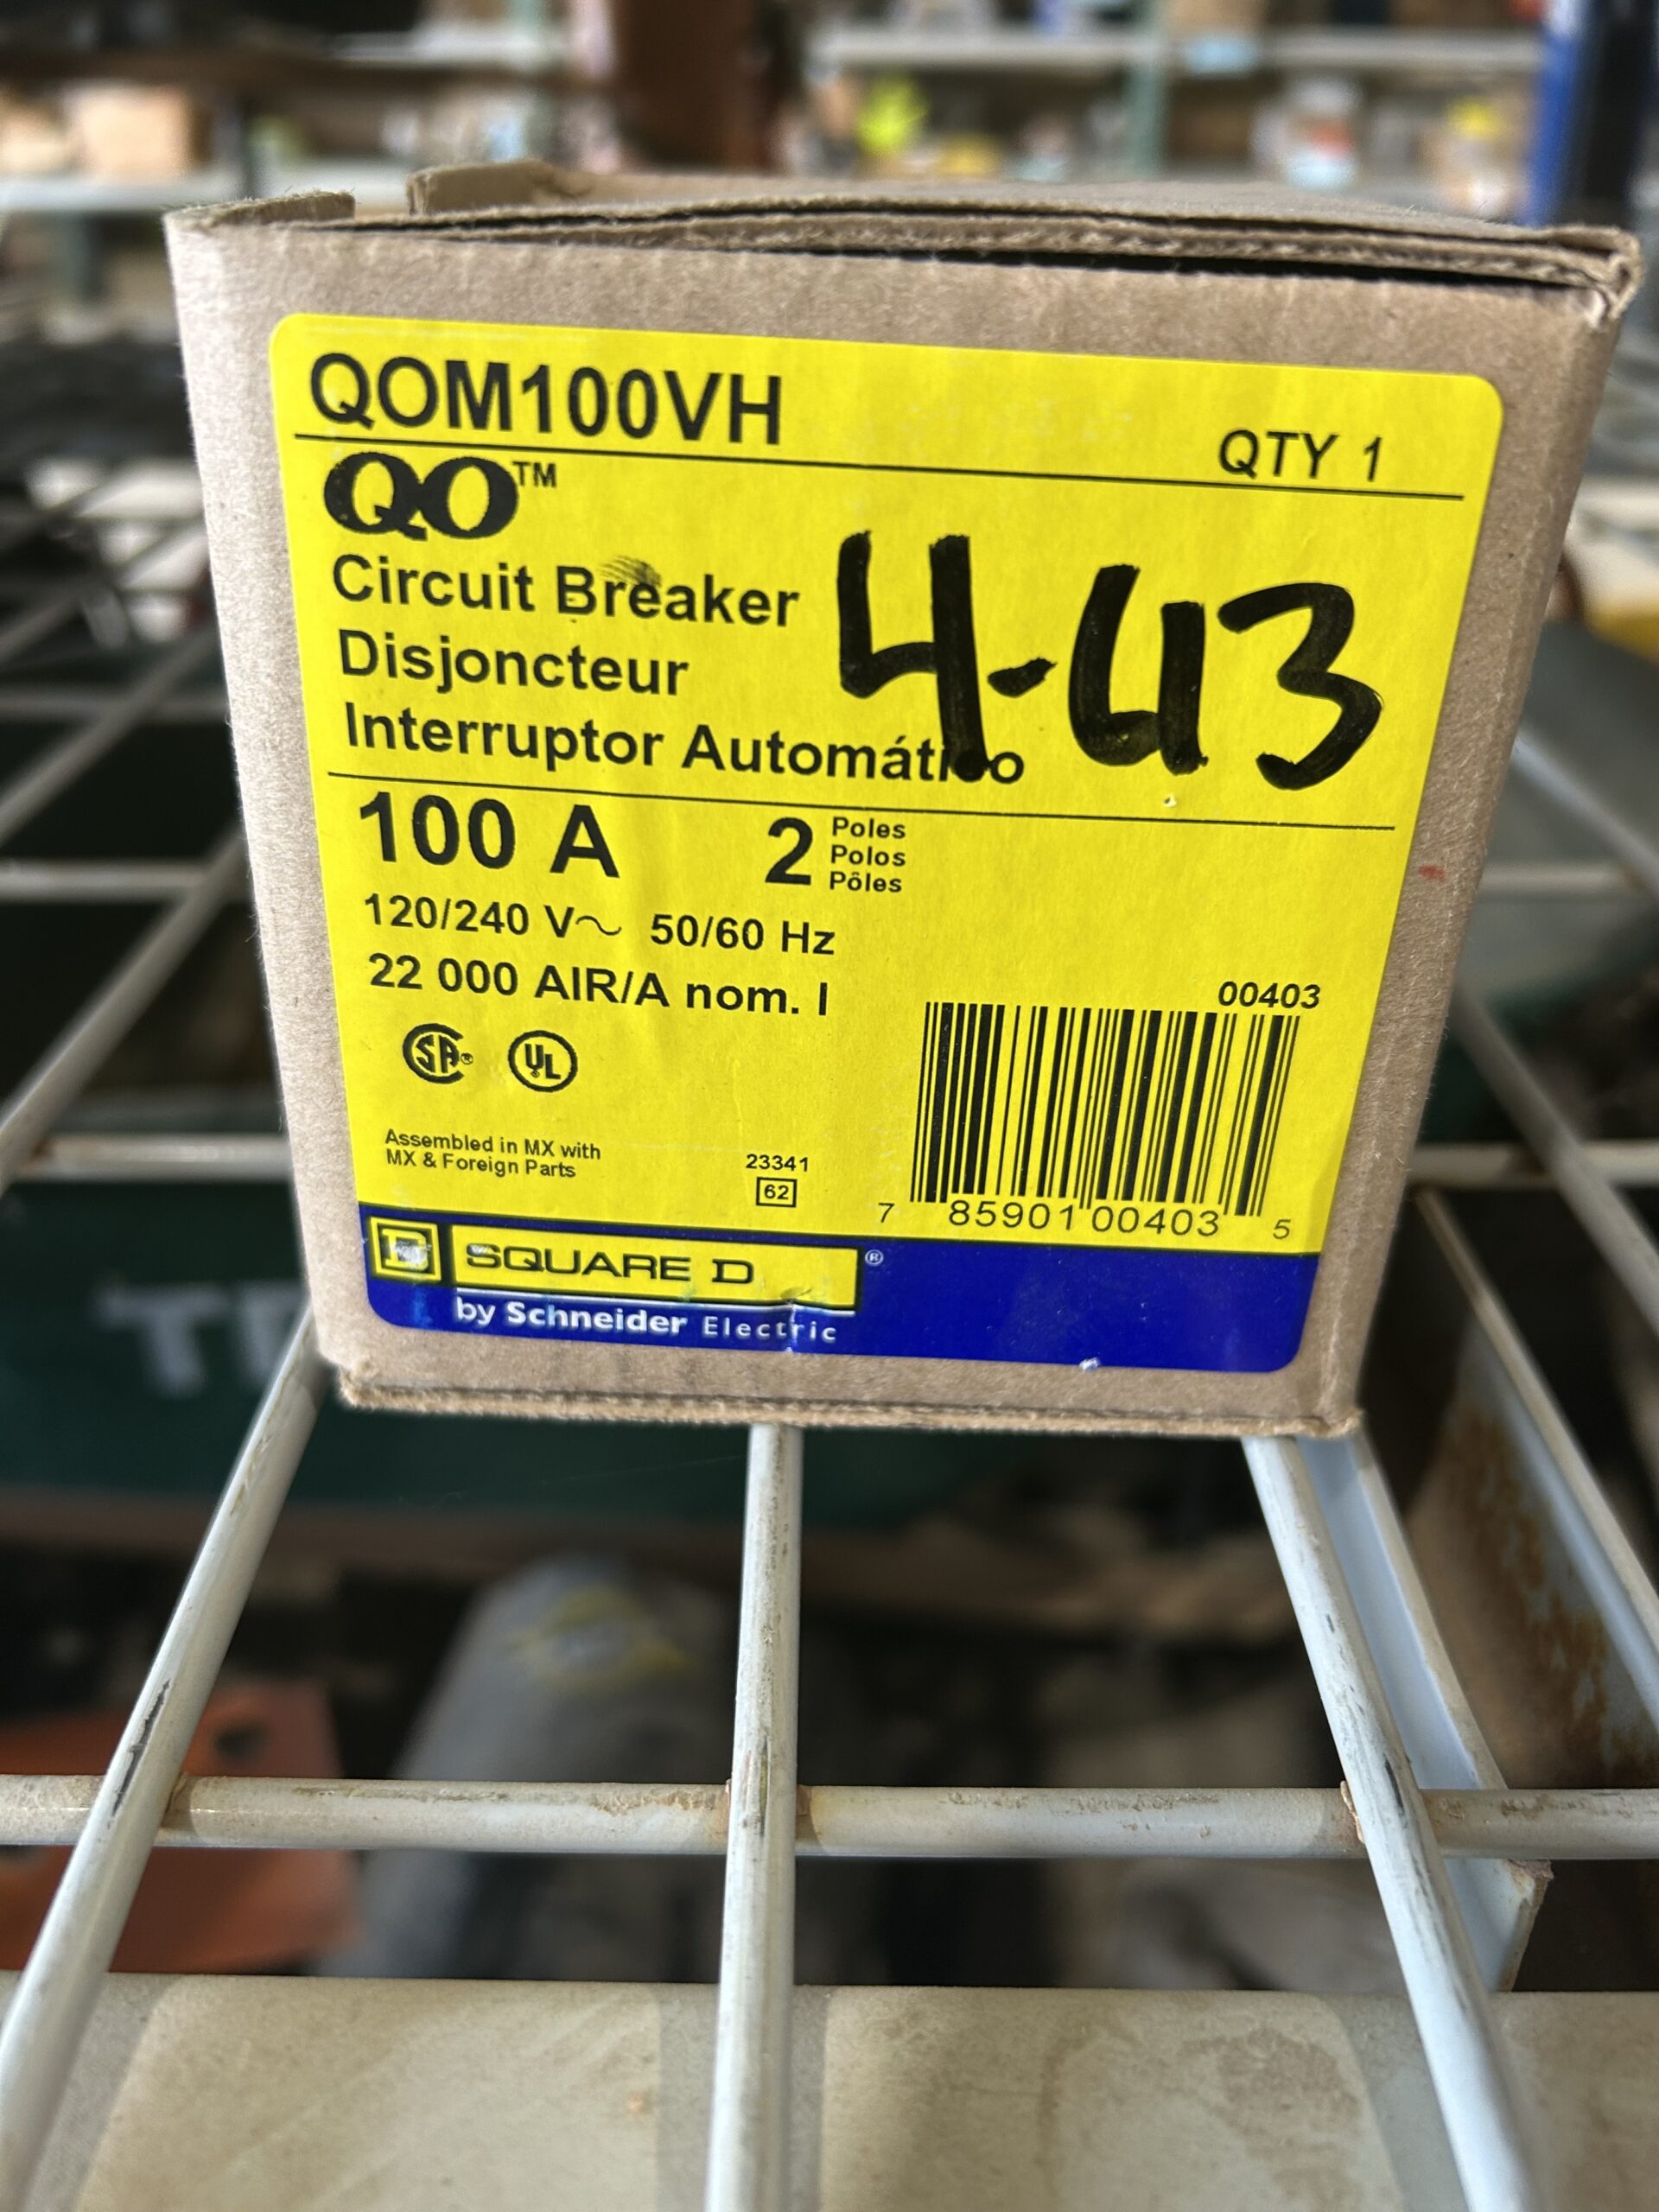 QOM100VH
QTY 1
QO™
Circuit Breaker
Disjoncteur
Interruptor Automático
4-43
100 A 2 Poles
Polos
Pôles
120/240 V~ 50/60 Hz
22 000 AIR/A nom. I
SA®
UL
Assembled in MX with
MX & Foreign Parts
23341
62
00403
7 85901 00403 5
D SQUARE D ®
by Schneider Electric